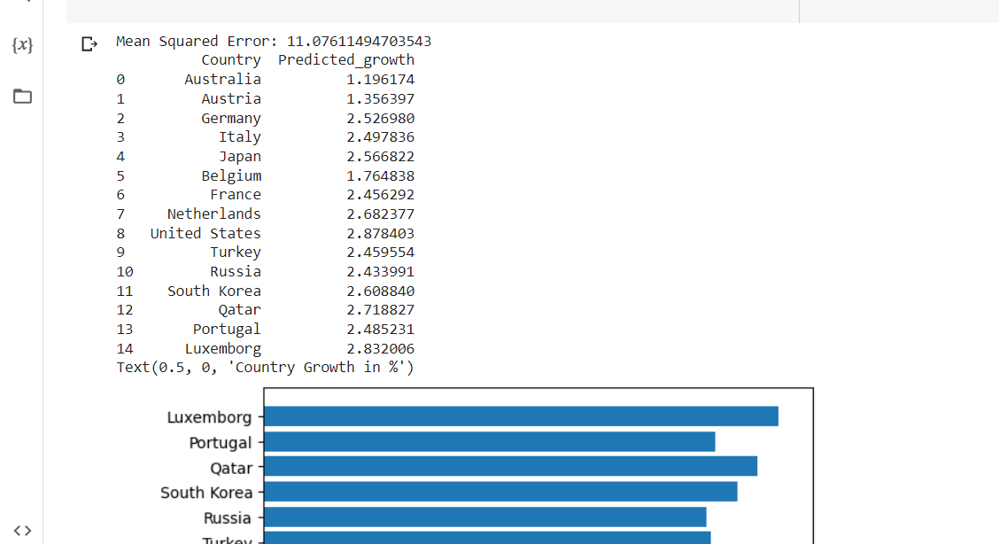 {x}
Mean Squared Error: 11.07611494703543
Country Predicted_growth
0 Australia 1.196174
1 Austria 1.356397
2 Germany 2.526980
3 Italy 2.497836
4 Japan 2.566822
5 Belgium 1.764838
6 France 2.456292
7 Netherlands 2.682377
8 United States 2.878403
9 Turkey 2.459554
10 Russia 2.433991
11 South Korea 2.608840
12 Qatar 2.718827
13 Portugal 2.485231
14 Luxemborg 2.832006
Text(0.5, 0, 'Country Growth in %')
Luxemborg
Portugal
Qatar
South Korea
Russia
Turkey
<>